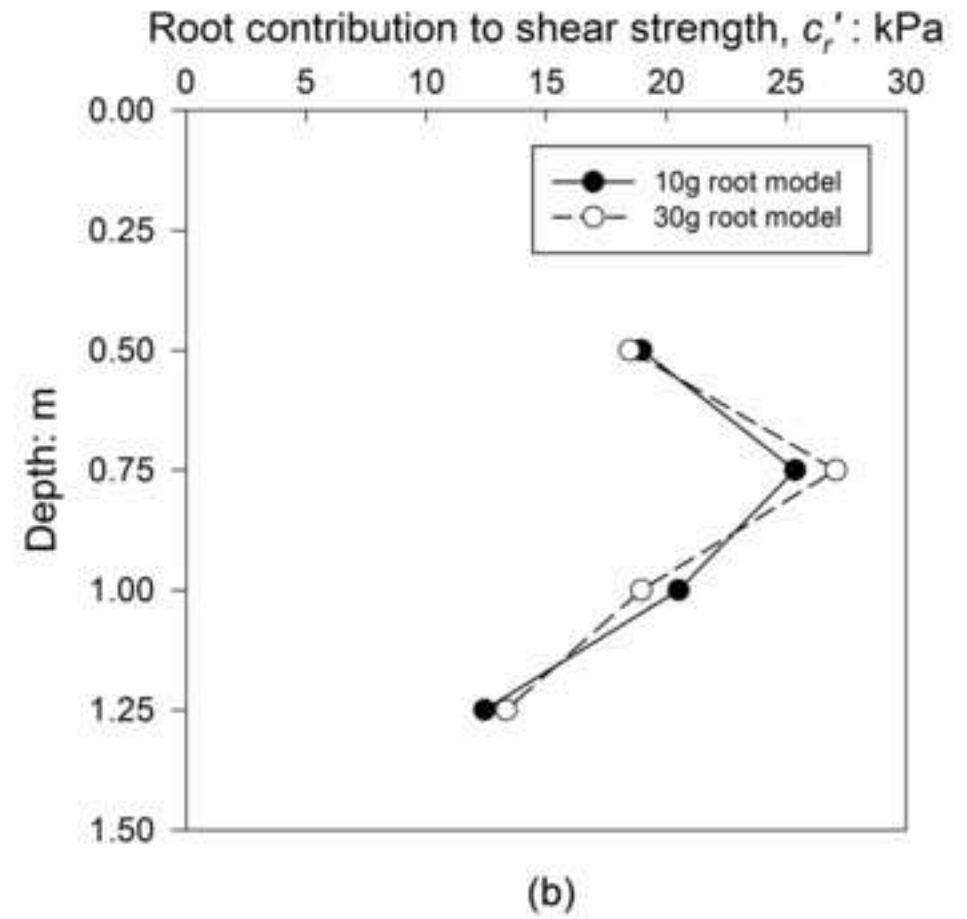 Root contribution to shear strength, cᵣ′ : kPa
0 5 10 15 20 25 30
0.00
10g root model
30g root model
0.25
0.50
0.75
1.00
1.25
1.50
Depth: m
(b)